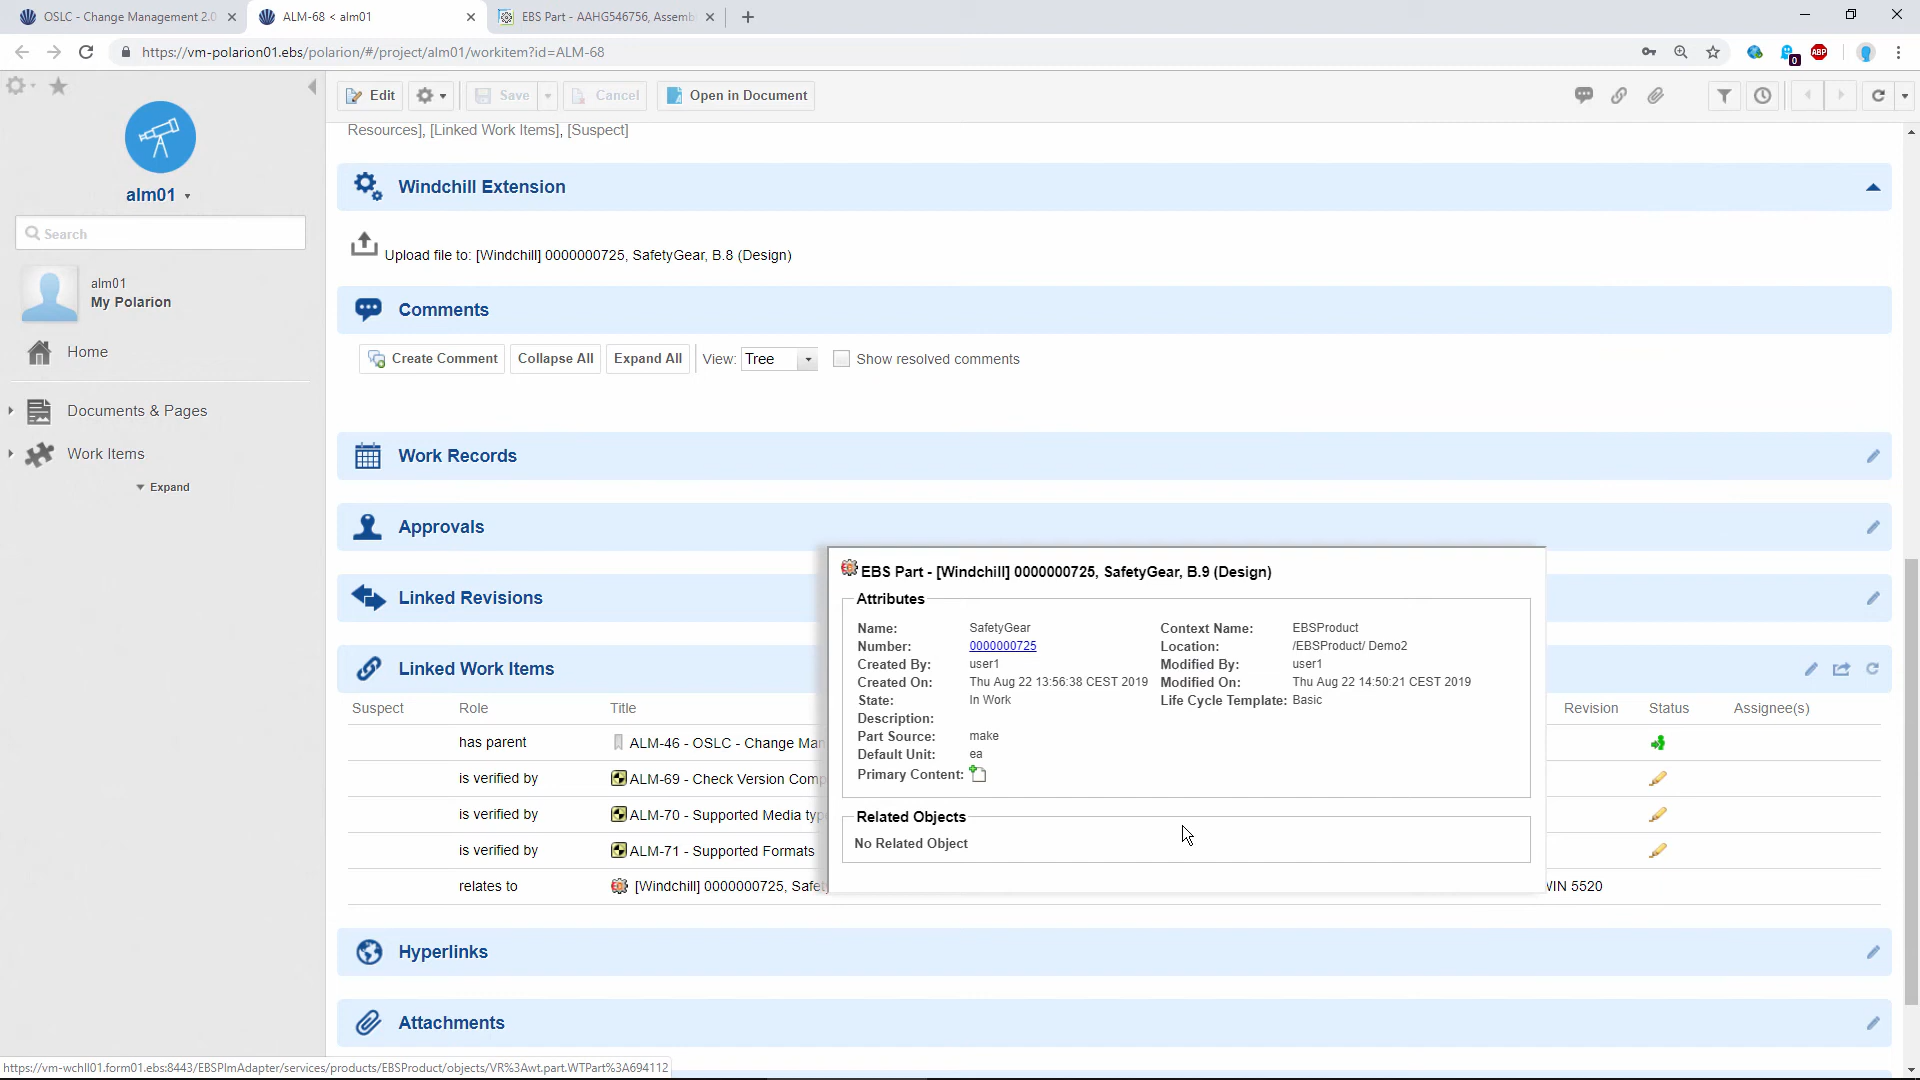 OSLC - Change Management 2.0
ALM-68 < alm01
EBS Part - AAHG546756, Assemb
https://vm-polarion01.ebs/polarion/#/project/alm01/workitem?id=ALM-68
0
ABP
Edit
Save
Cancel
Open in Document
alm01
Search
alm01
My Polarion
Home
Documents & Pages
Work Items
Expand
Resources], [Linked Work Items], [Suspect]
Windchill Extension
Upload file to: [Windchill] 0000000725, SafetyGear, B.8 (Design)
Comments
Create Comment
Collapse All
Expand All
View: Tree
Show resolved comments
Work Records
Approvals
Linked Revisions
Linked Work Items
Suspect Role Title Revision Status Assignee(s)
has parent ALM-46 - OSLC - Change Man
is verified by ALM-69 - Check Version Comp
is verified by ALM-70 - Supported Media typ
is verified by ALM-71 - Supported Formats
relates to [Windchill] 0000000725, Safet WIN 5520
EBS Part - [Windchill] 0000000725, SafetyGear, B.9 (Design)
Attributes
Name: SafetyGear Context Name: EBSProduct
Number: 0000000725 Location: /EBSProduct/ Demo2
Created By: user1 Modified By: user1
Created On: Thu Aug 22 13:56:38 CEST 2019 Modified On: Thu Aug 22 14:50:21 CEST 2019
State: In Work Life Cycle Template: Basic
Description:
Part Source: make
Default Unit: ea
Primary Content:
Related Objects
No Related Object
Hyperlinks
Attachments
https://vm-wchll01.form01.ebs:8443/EBSPlmAdapter/services/products/EBSProduct/objects/VR%3Awt.part.WTPart%3A694112